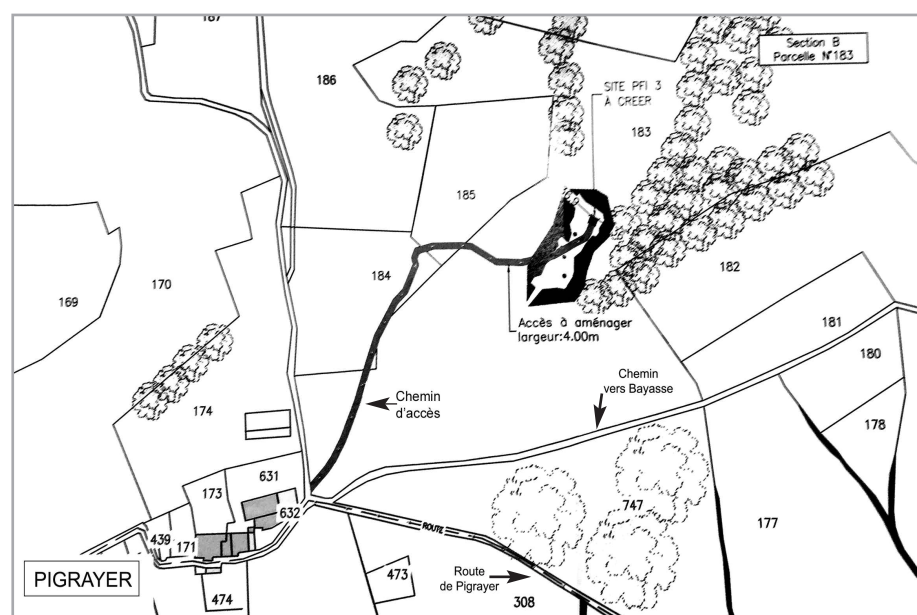 187
186
Section B
Parcelle N°183
SITE PFI 3
À CREER
183
185
170
184
182
169
181
Accès à aménager
largeur:4.00m
180
Chemin
vers Bayasse
Chemin
d'accès
174
178
631
173
747
632
177
ROUTE
439
171
PIGRAYER
473
Route
de Pigrayer
474
308